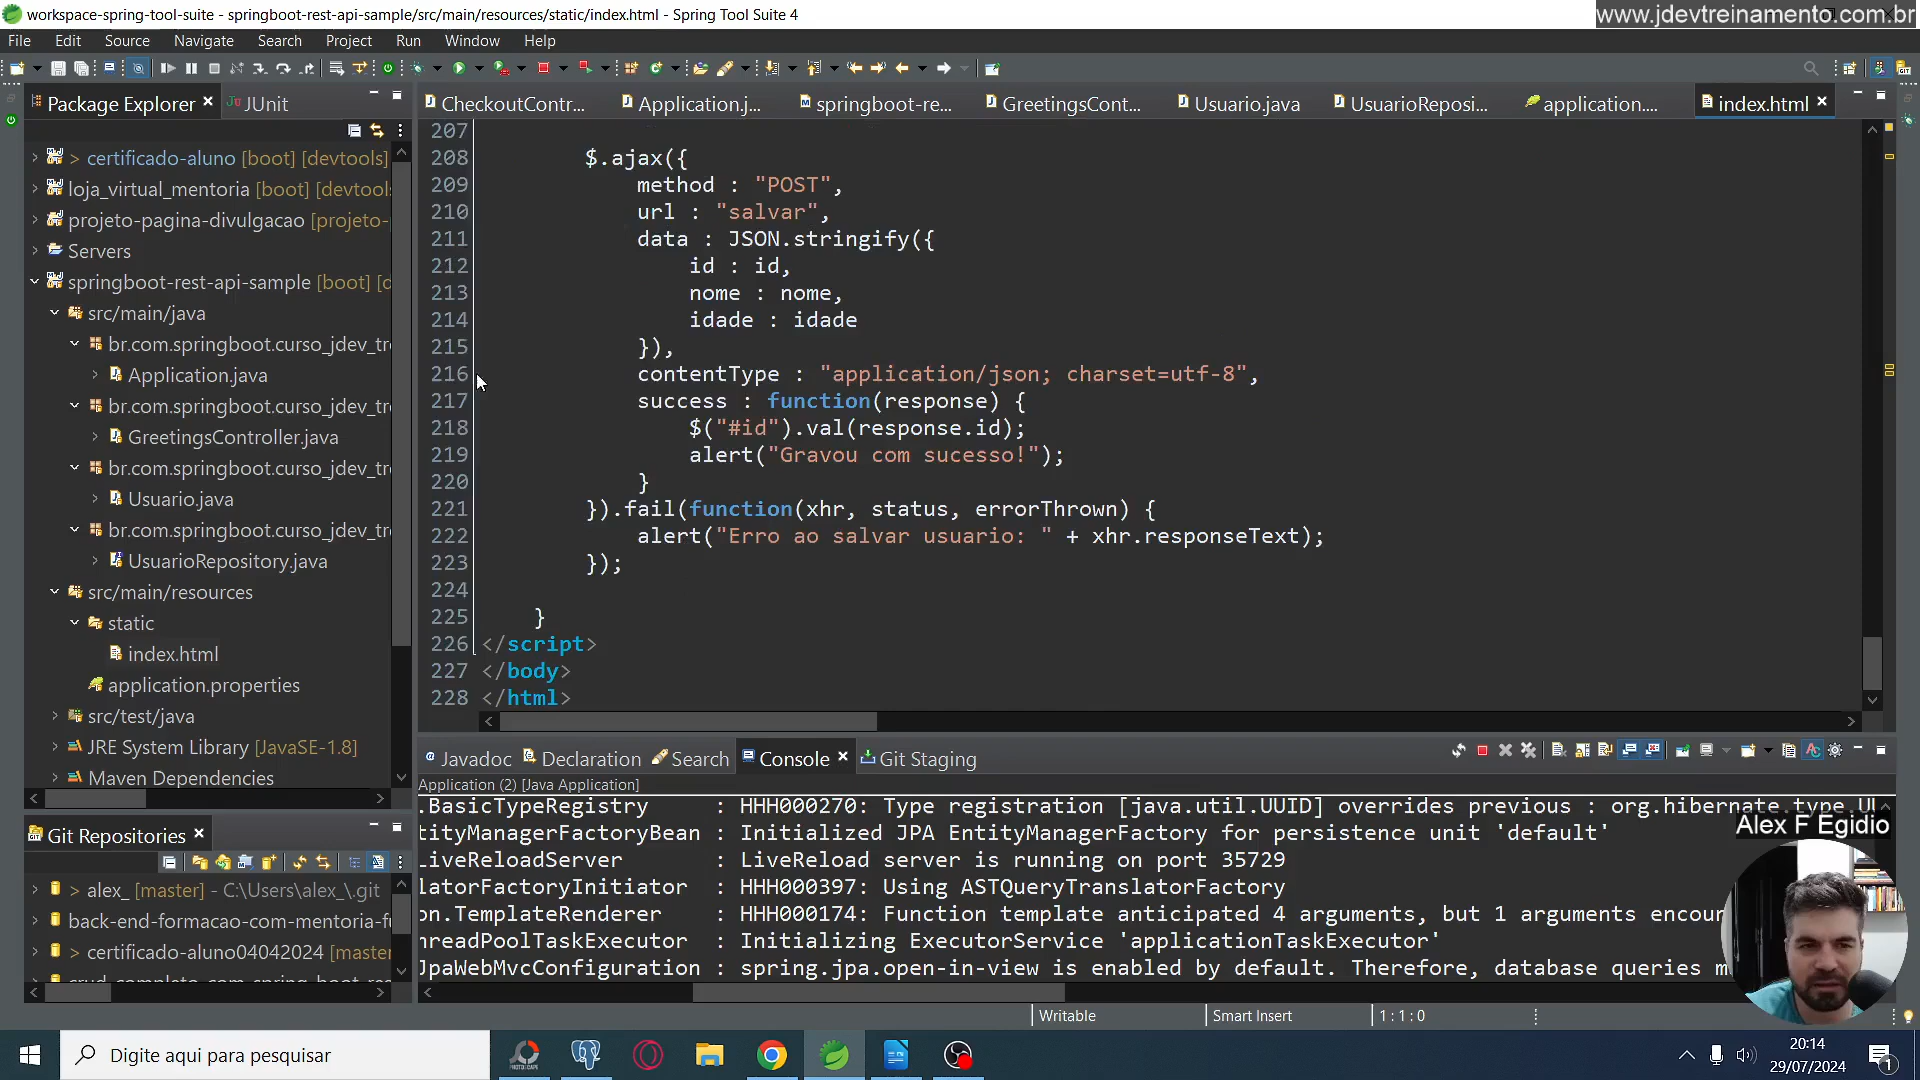 workspace-spring-tool-suite - springboot-rest-api-sample/src/main/resources/static/index.html - Spring Tool Suite 4
www.jdevtreinamento.com.br
File Edit Source Navigate Search Project Run Window Help
Package Explorer
JUnit
CheckoutContr...
Application.j...
springboot-re...
GreetingsCont...
Usuario.java
UsuarioReposi...
application....
index.html
> certificado-aluno [boot] [devtools]
loja_virtual_mentoria [boot] [devtool
projeto-pagina-divulgacao [projeto-
Servers
springboot-rest-api-sample [boot] [
src/main/java
br.com.springboot.curso_jdev_tr
Application.java
br.com.springboot.curso_jdev_tr
GreetingsController.java
br.com.springboot.curso_jdev_tr
Usuario.java
br.com.springboot.curso_jdev_tr
UsuarioRepository.java
src/main/resources
static
index.html
application.properties
src/test/java
JRE System Library [JavaSE-1.8]
Maven Dependencies
207
208 $.ajax({
209 method : "POST",
210 url : "salvar",
211 data : JSON.stringify({
212 id : id,
213 nome : nome,
214 idade : idade
215 }),
216 contentType : "application/json; charset=utf-8",
217 success : function(response) {
218 $("#id").val(response.id);
219 alert("Gravou com sucesso!");
220 }
221 }).fail(function(xhr, status, errorThrown) {
222 alert("Erro ao salvar usuario: " + xhr.responseText);
223 });
224
225 }
226 </script>
227 </body>
228 </html>
Git Repositories
> alex_ [master] - C:\Users\alex_\.git
back-end-formacao-com-mentoria-f
> certificado-aluno04042024 [maste
crud_completo_com_spring_boot_res
Javadoc Declaration Search Console Git Staging
Application (2) [Java Application]
.BasicTypeRegistry : HHH000270: Type registration [java.util.UUID] overrides previous : org.hibernate.type.UU
tityManagerFactoryBean : Initialized JPA EntityManagerFactory for persistence unit 'default'
.LiveReloadServer : LiveReload server is running on port 35729
latorFactoryInitiator : HHH000397: Using ASTQueryTranslatorFactory
on.TemplateRenderer : HHH000174: Function template anticipated 4 arguments, but 1 arguments encou
hreadPoolTaskExecutor : Initializing ExecutorService 'applicationTaskExecutor'
JpaWebMvcConfiguration : spring.jpa.open-in-view is enabled by default. Therefore, database queries m
Alex F Egidio
Writable
Smart Insert
1 : 1 : 0
Digite aqui para pesquisar
20:14
29/07/2024
1